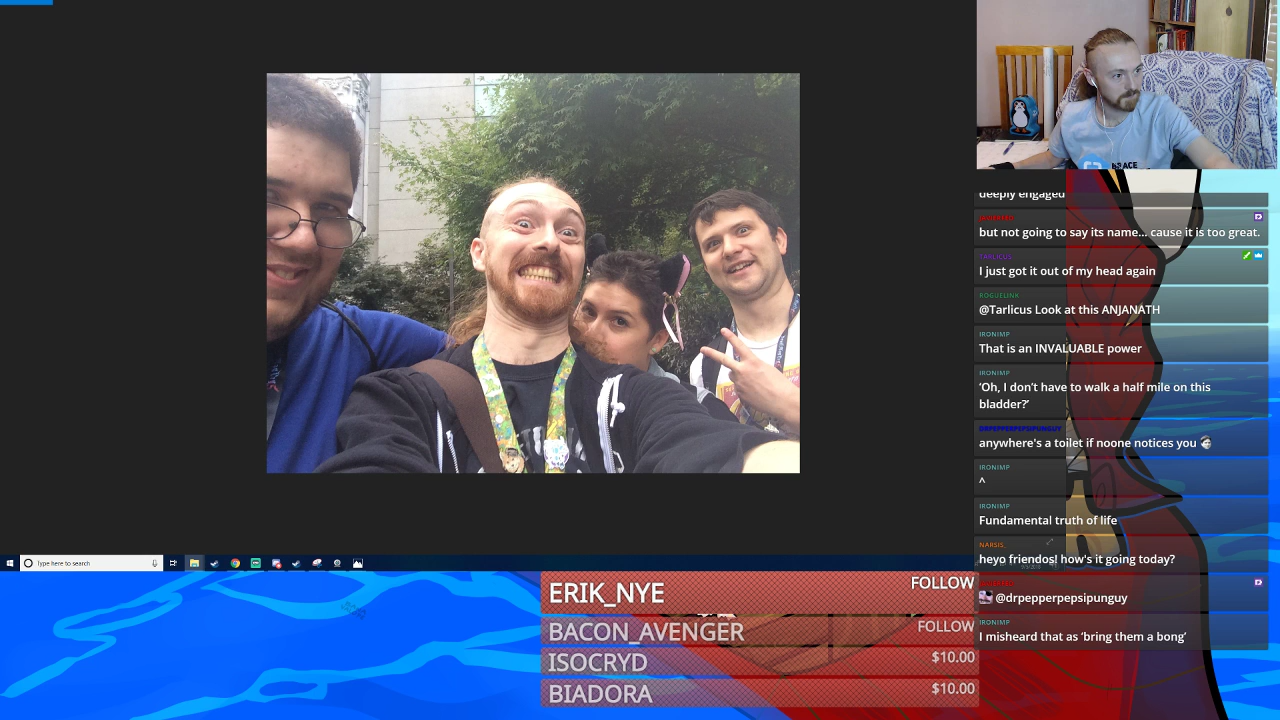 deeply engaged
but not going to say its name... cause it is too great.
TARLICUS
I just got it out of my head again
ROGUELINK
@Tarlicus Look at this ANJANATH
IRONIMP
That is an INVALUABLE power
IRONIMP
‘Oh, I don’t have to walk a half mile on this
bladder?’
DRPEPPERPEPSIPUNGUY
anywhere's a toilet if noone notices you
IRONIMP
^
IRONIMP
Fundamental truth of life
NARSIS_
heyo friendos! how's it going today?
@drpepperpepsipunguy
IRONIMP
I misheard that as ‘bring them a bong’
Type here to search
ERIK_NYE FOLLOW
BACON_AVENGER FOLLOW
ISOCRYD $10.00
BIADORA $10.00